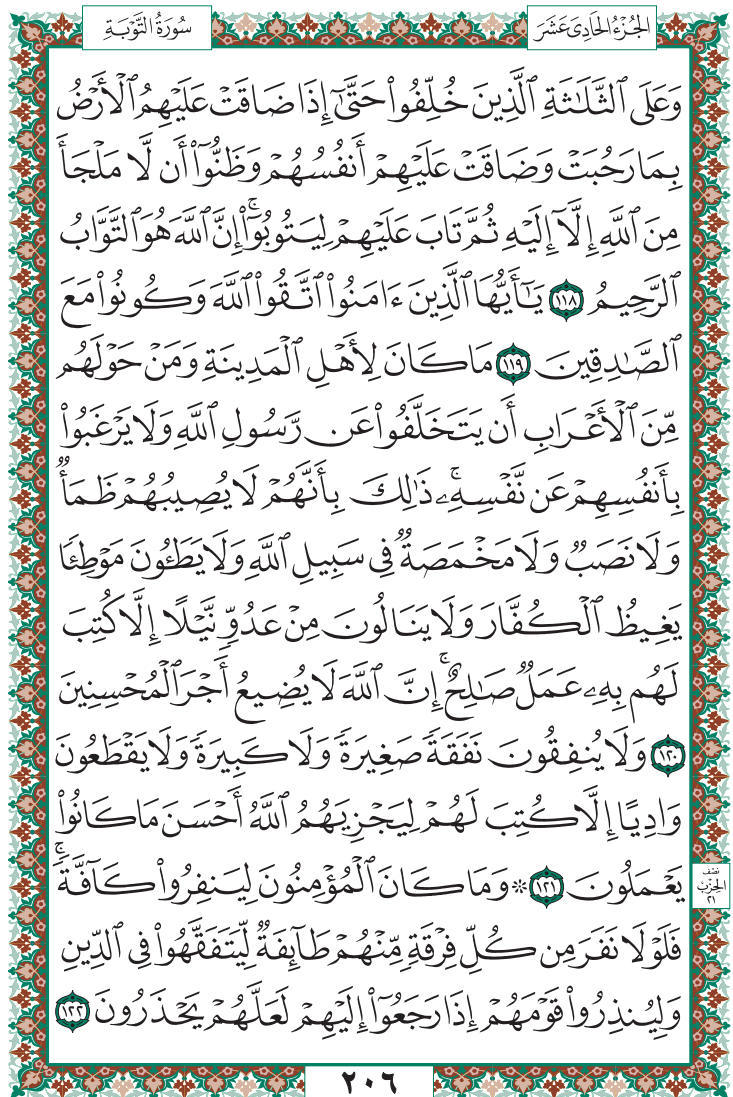 الجُزْءُ الحَادِىَ عَشَرَ
سُورَةُ التَّوْبَةِ
وَعَلَى ٱلثَّلَٰثَةِ ٱلَّذِينَ خُلِّفُوا۟ حَتَّىٰٓ إِذَا ضَاقَتْ عَلَيْهِمُ ٱلْأَرْضُ
بِمَا رَحُبَتْ وَضَاقَتْ عَلَيْهِمْ أَنفُسُهُمْ وَظَنُّوٓا۟ أَن لَّا مَلْجَأَ
مِنَ ٱللَّهِ إِلَّآ إِلَيْهِ ثُمَّ تَابَ عَلَيْهِمْ لِيَتُوبُوٓا۟ ۚ إِنَّ ٱللَّهَ هُوَ ٱلتَّوَّابُ
ٱلرَّحِيمُ ١١٨ يَٰٓأَيُّهَا ٱلَّذِينَ ءَامَنُوا۟ ٱتَّقُوا۟ ٱللَّهَ وَكُونُوا۟ مَعَ
ٱلصَّٰدِقِينَ ١١٩ مَا كَانَ لِأَهْلِ ٱلْمَدِينَةِ وَمَنْ حَوْلَهُم
مِّنَ ٱلْأَعْرَابِ أَن يَتَخَلَّفُوا۟ عَن رَّسُولِ ٱللَّهِ وَلَا يَرْغَبُوا۟
بِأَنفُسِهِمْ عَن نَّفْسِهِۦ ۚ ذَٰلِكَ بِأَنَّهُمْ لَا يُصِيبُهُمْ ظَمَأٌ
وَلَا نَصَبٌ وَلَا مَخْمَصَةٌ فِى سَبِيلِ ٱللَّهِ وَلَا يَطَـُٔونَ مَوْطِئًا
يَغِيظُ ٱلْكُفَّارَ وَلَا يَنَالُونَ مِنْ عَدُوٍّ نَّيْلًا إِلَّا كُتِبَ
لَهُم بِهِۦ عَمَلٌ صَٰلِحٌ ۚ إِنَّ ٱللَّهَ لَا يُضِيعُ أَجْرَ ٱلْمُحْسِنِينَ
١٢٠ وَلَا يُنفِقُونَ نَفَقَةً صَغِيرَةً وَلَا كَبِيرَةً وَلَا يَقْطَعُونَ
وَادِيًا إِلَّا كُتِبَ لَهُمْ لِيَجْزِيَهُمُ ٱللَّهُ أَحْسَنَ مَا كَانُوا۟
يَعْمَلُونَ ١٢١ ۞ وَمَا كَانَ ٱلْمُؤْمِنُونَ لِيَنفِرُوا۟ كَآفَّةً ۚ
نصْف
الحِزْب
٢١
فَلَوْلَا نَفَرَ مِن كُلِّ فِرْقَةٍ مِّنْهُمْ طَآئِفَةٌ لِّيَتَفَقَّهُوا۟ فِى ٱلدِّينِ
وَلِيُنذِرُوا۟ قَوْمَهُمْ إِذَا رَجَعُوٓا۟ إِلَيْهِمْ لَعَلَّهُمْ يَحْذَرُونَ ١٢٢
٢٠٦